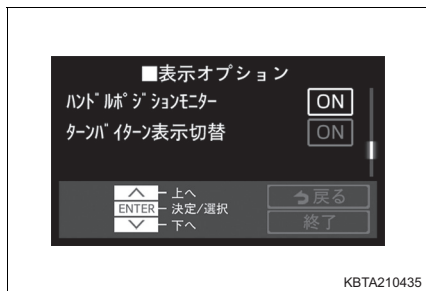 ■表示オプション
ﾊﾝﾄﾞﾙﾎﾟｼﾞｼｮﾝモニター ON
ﾀｰﾝﾊﾞｲﾀｰﾝ表示切替 ON
上へ
ENTER 決定/選択 戻る
下へ 終了
KBTA210435